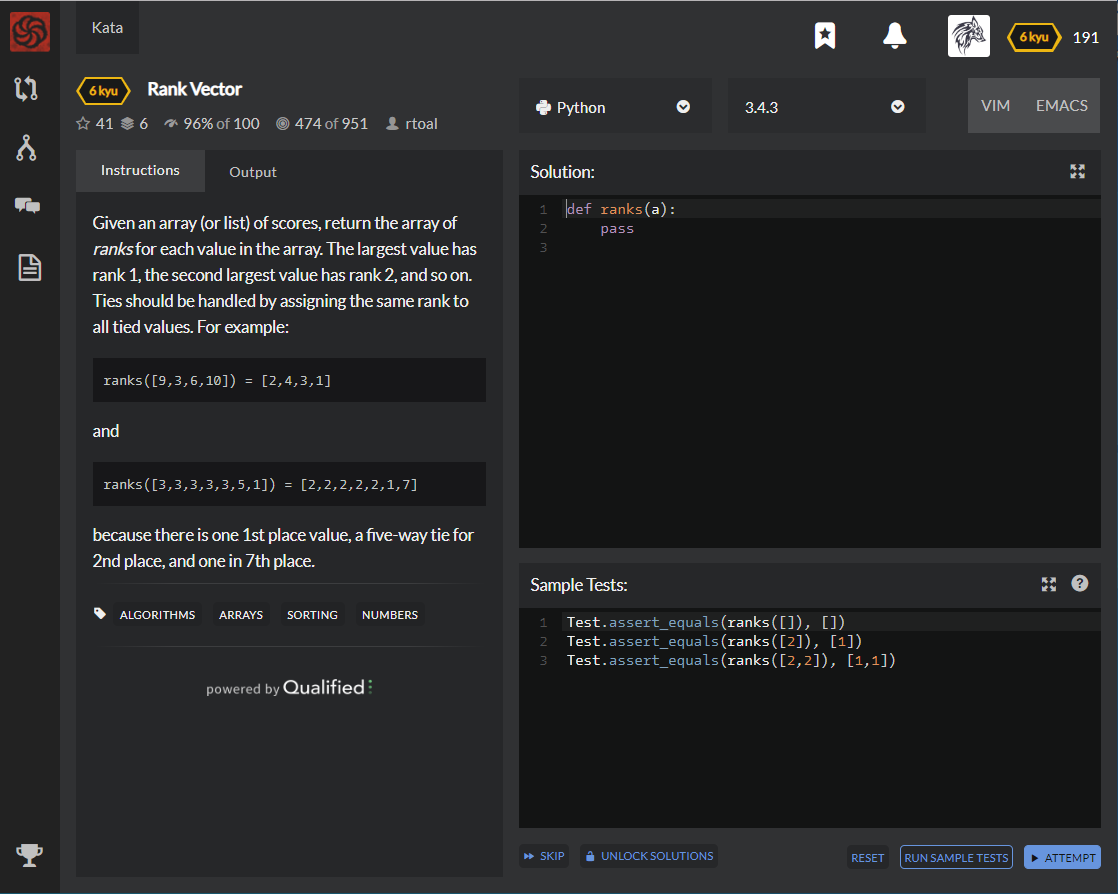 Kata
6 kyu
191
6 kyu
Rank Vector
41 6 96% of 100 474 of 951 rtoal
Python
3.4.3
VIM EMACS
Instructions
Output
Given an array (or list) of scores, return the array of
ranks for each value in the array. The largest value has
rank 1, the second largest value has rank 2, and so on.
Ties should be handled by assigning the same rank to
all tied values. For example:
ranks([9,3,6,10]) = [2,4,3,1]
and
ranks([3,3,3,3,3,5,1]) = [2,2,2,2,2,1,7]
because there is one 1st place value, a five-way tie for
2nd place, and one in 7th place.
ALGORITHMS ARRAYS SORTING NUMBERS
powered by Qualified
Solution:
1 def ranks(a):
2     pass
3
Sample Tests:
?
1 Test.assert_equals(ranks([]), [])
2 Test.assert_equals(ranks([2]), [1])
3 Test.assert_equals(ranks([2,2]), [1,1])
SKIP
UNLOCK SOLUTIONS
RESET
RUN SAMPLE TESTS
ATTEMPT